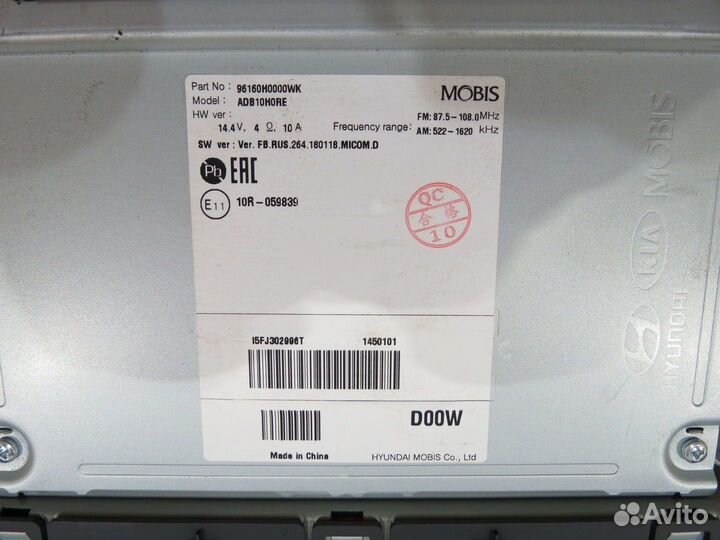 Part No : 96160H0000WK
MOBIS
Model : ADB10H0RE
HW ver :
FM: 87.5-108.0 MHz
14.4V, 4 Ω, 10 A
Frequency range: AM: 522-1620 kHz
SW ver : Ver. FB.RUS.264.180118.MICOM.D
Pb EAC
E11 10R-059839
QC
合格
10
I5FJ302996T 1450101
D00W
Made in China
HYUNDAI MOBIS Co., Ltd
MOBIS
KIA
HYUNDAI
Avito